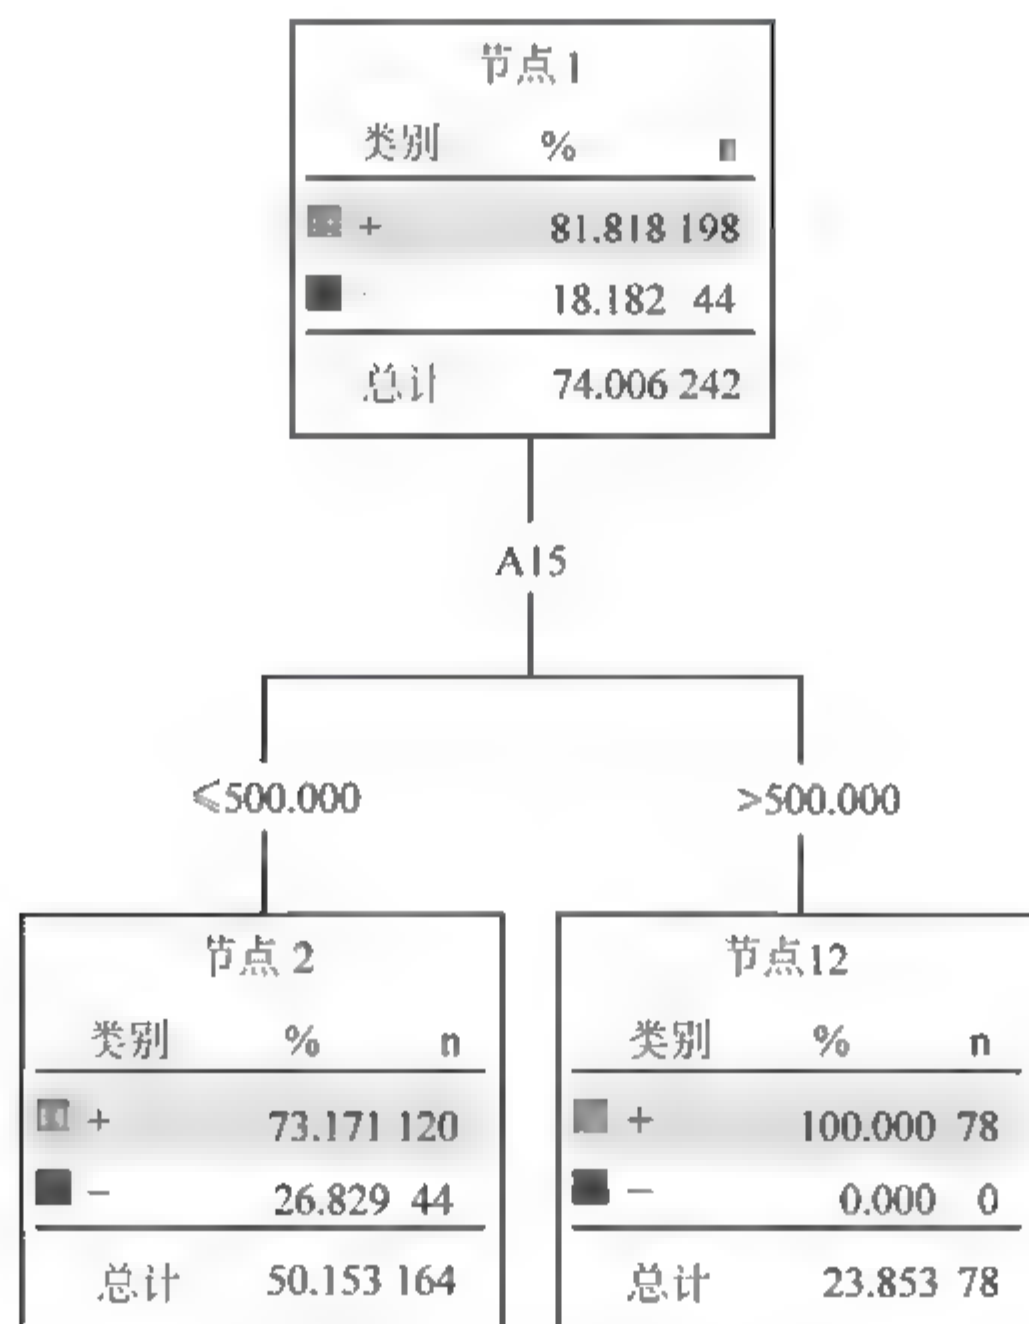 节点 1
类别 % n
+ 81.818 198
18.182 44
总计 74.006 242
A15
≤500.000 >500.000
节点 2
类别 % n
+ 73.171 120
− 26.829 44
总计 50.153 164
节点12
类别 % n
+ 100.000 78
− 0.000 0
总计 23.853 78